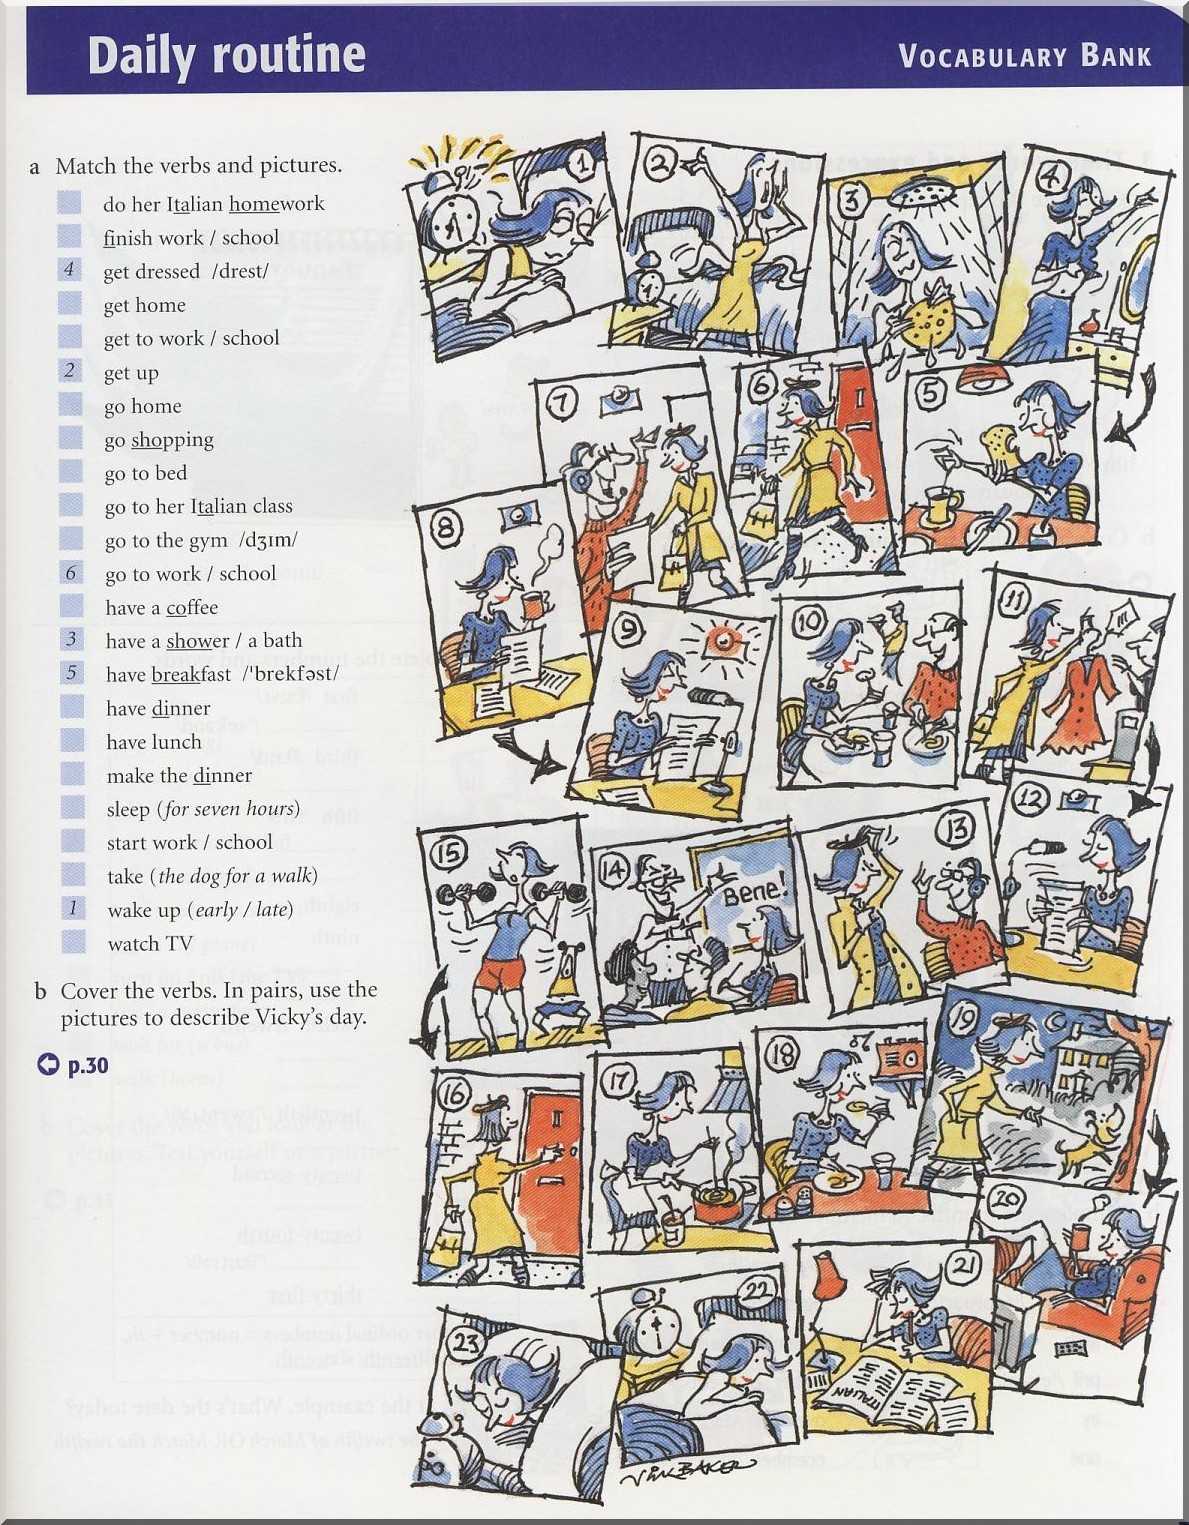 Daily routine
VOCABULARY BANK
a Match the verbs and pictures.
do her Italian homework
finish work / school
4 get dressed /drest/
get home
get to work / school
2 get up
go home
go shopping
go to bed
go to her Italian class
go to the gym /dʒɪm/
6 go to work / school
have a coffee
3 have a shower / a bath
5 have breakfast /'brekfəst/
have dinner
have lunch
make the dinner
sleep (for seven hours)
start work / school
take (the dog for a walk)
1 wake up (early / late)
watch TV
b Cover the verbs. In pairs, use the
pictures to describe Vicky's day.
p.30
1
2
3
4
7
6
5
8
9
10
11
15
14
Bene!
13
12
16
17
18
19
20
23
22
21
ITALIAN